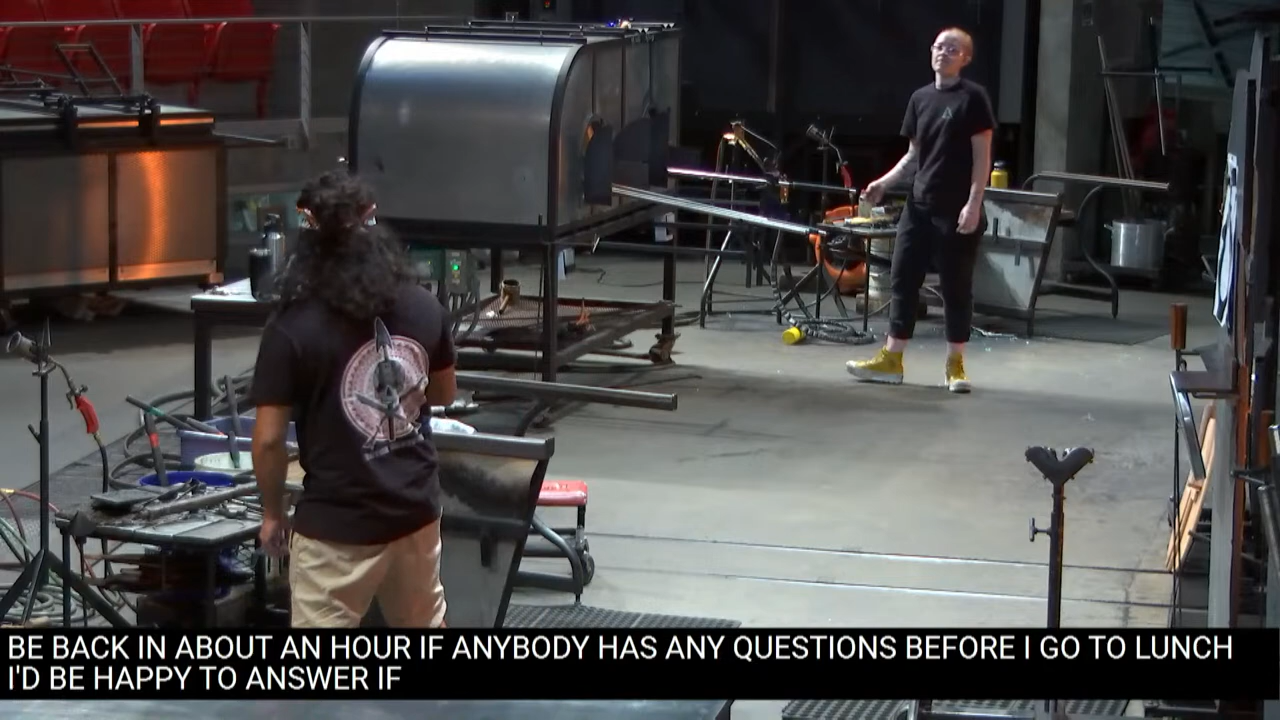 BE BACK IN ABOUT AN HOUR IF ANYBODY HAS ANY QUESTIONS BEFORE I GO TO LUNCH
I'D BE HAPPY TO ANSWER IF